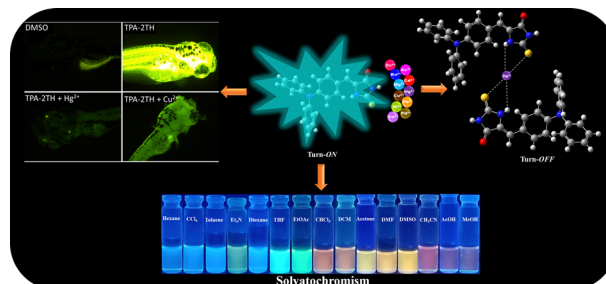 DMSO
TPA-2TH
TPA-2TH + Hg²⁺
TPA-2TH + Cu²⁺
Turn-ON
Turn-OFF
Hexane
CCl₄
Toluene
Et₃N
Dioxane
THF
EtOAc
CHCl₃
DCM
Acetone
DMF
DMSO
CH₃CN
AcOH
MeOH
Solvatochromism